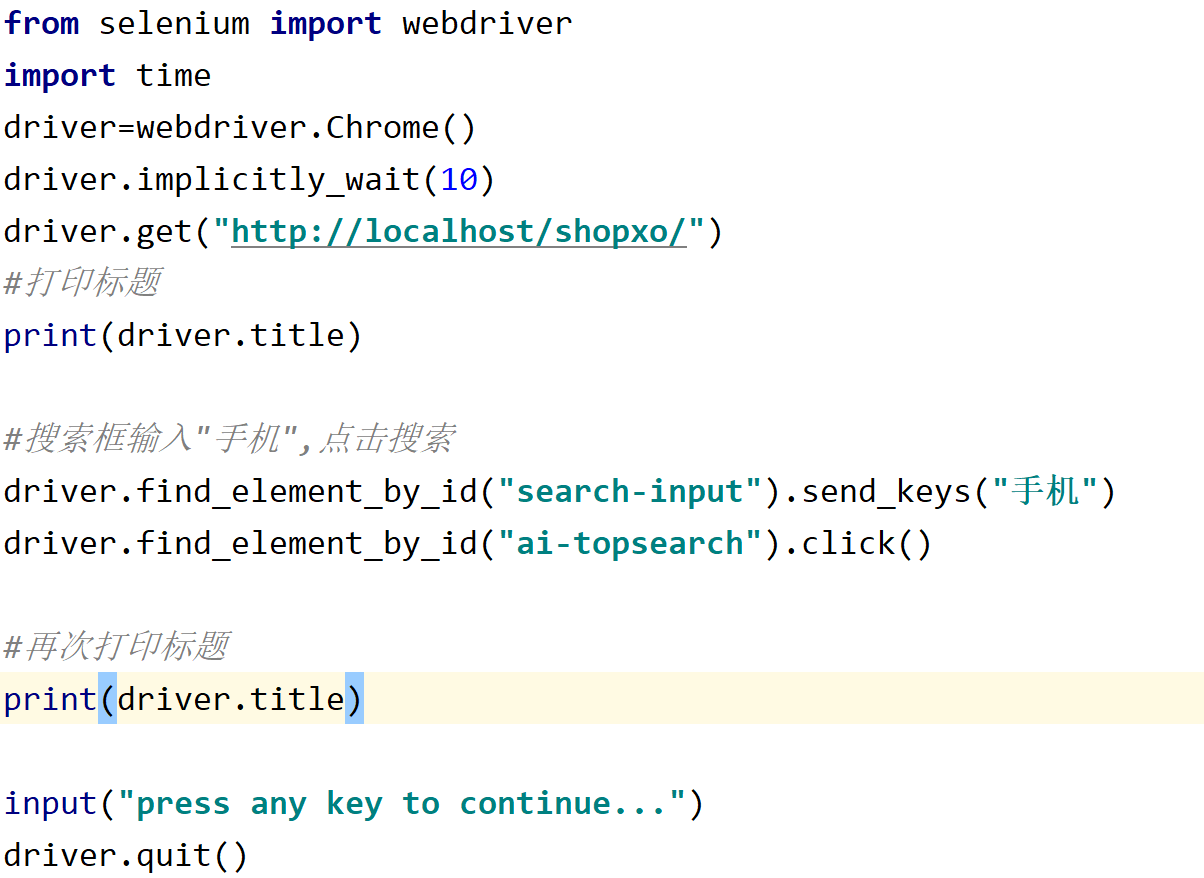 from selenium import webdriver
import time
driver=webdriver.Chrome()
driver.implicitly_wait(10)
driver.get("http://localhost/shopxo/")
#打印标题
print(driver.title)
#搜索框输入"手机",点击搜索
driver.find_element_by_id("search-input").send_keys("手机")
driver.find_element_by_id("ai-topsearch").click()
#再次打印标题
print(driver.title)
input("press any key to continue...")
driver.quit()